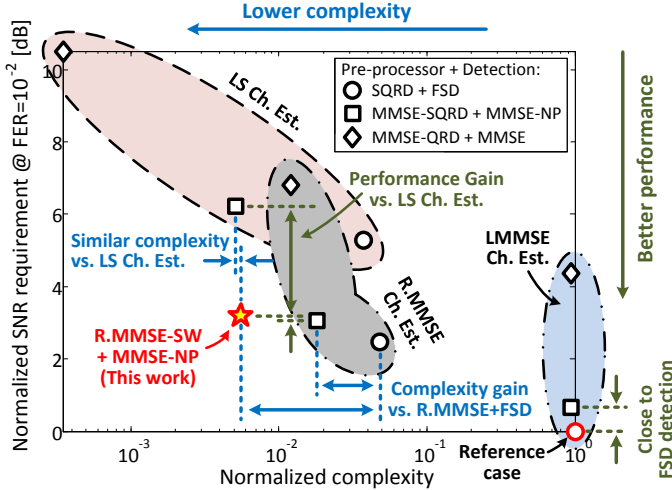 Lower complexity
Normalized SNR requirement @ FER=10⁻² [dB]
10
8
6
4
2
0
LS Ch. Est.
Pre-processor + Detection:
SQRD + FSD
MMSE-SQRD + MMSE-NP
MMSE-QRD + MMSE
Better performance
Performance Gain
vs. LS Ch. Est.
Similar complexity
vs. LS Ch. Est.
LMMSE
Ch. Est.
R.MMSE
Ch. Est.
R.MMSE-SW
+ MMSE-NP
(This work)
Complexity gain
vs. R.MMSE+FSD
Close to
FSD detection
Reference
case
10⁻³
10⁻²
10⁻¹
10⁰
Normalized complexity